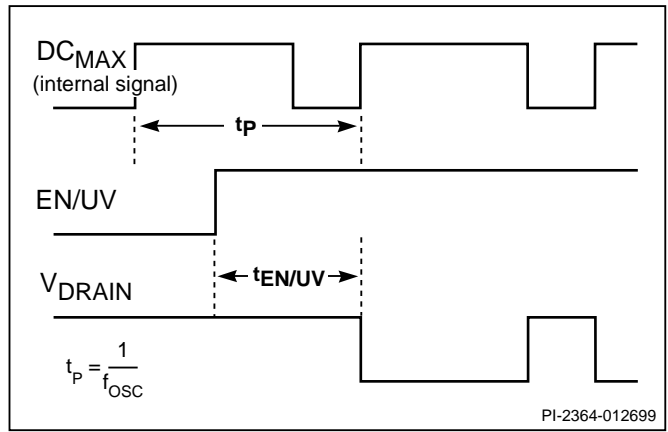 DCMAX
(internal signal)
tP
EN/UV
tEN/UV
VDRAIN
tP = 1/fOSC
PI-2364-012699